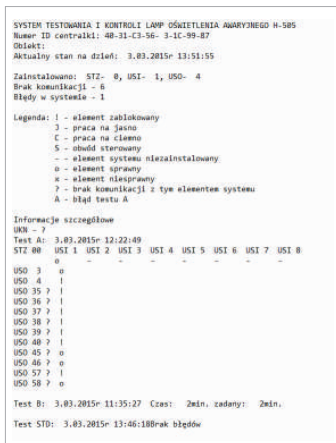 SYSTEM TESTOWANIA I KONTROLI LAMP OŚWIETLENIA AWARYJNEGO H-505
Numer ID centralki: 40-31-C3-56- 3-1C-99-87
Obiekt:
Aktualny stan na dzień: 3.03.2015r 13:51:55
Zainstalowano: STZ- 0, USI- 1, USO- 4
Brak komunikacji - 6
Błędy w systemie - 1
Legenda: ! - element zablokowany
J - praca na jasno
C - praca na ciemno
S - obwód sterowany
- - element systemu niezainstalowany
o - element sprawny
x - element niesprawny
? - brak komunikacji z tym elementem systemu
A - błąd testu A
Informacje szczegółowe
UKN - ?
Test A: 3.03.2015r 12:22:49
STZ 00 USI 1 USI 2 USI 3 USI 4 USI 5 USI 6 USI 7 USI 8
o - - - - - - -
USO 3 o
USO 4 !
USO 35 ? !
USO 36 ? !
USO 37 ? !
USO 38 ? !
USO 39 ? !
USO 40 ? !
USO 45 ? o
USO 46 ? o
USO 57 ? !
USO 58 ? o
Test B: 3.03.2015r 11:35:27 Czas: 2min. zadany: 2min.
Test STD: 3.03.2015r 13:46:18Brak błędów